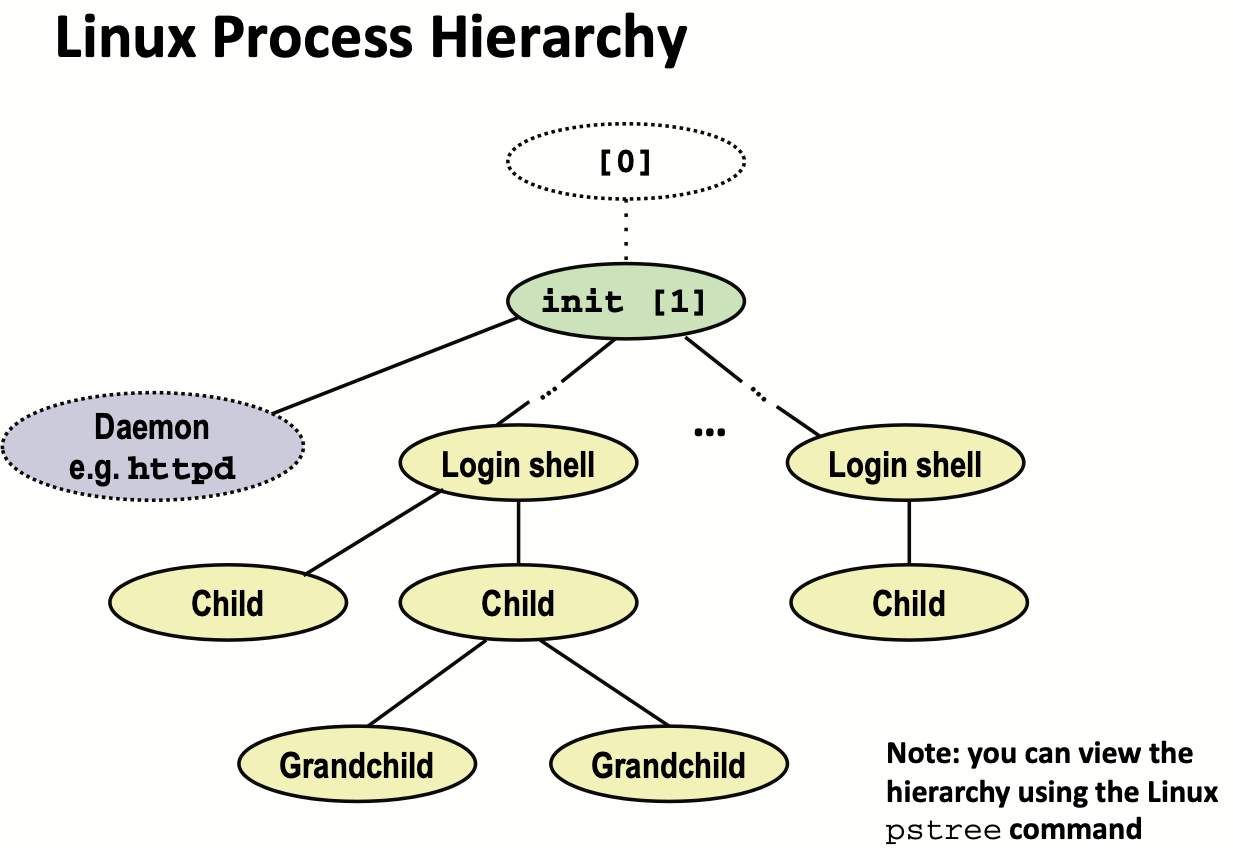 Linux Process Hierarchy
[0]
init [1]
Daemon
e.g. httpd
...
Login shell
Login shell
Child
Child
Child
Grandchild
Grandchild
Note: you can view the
hierarchy using the Linux
pstree command